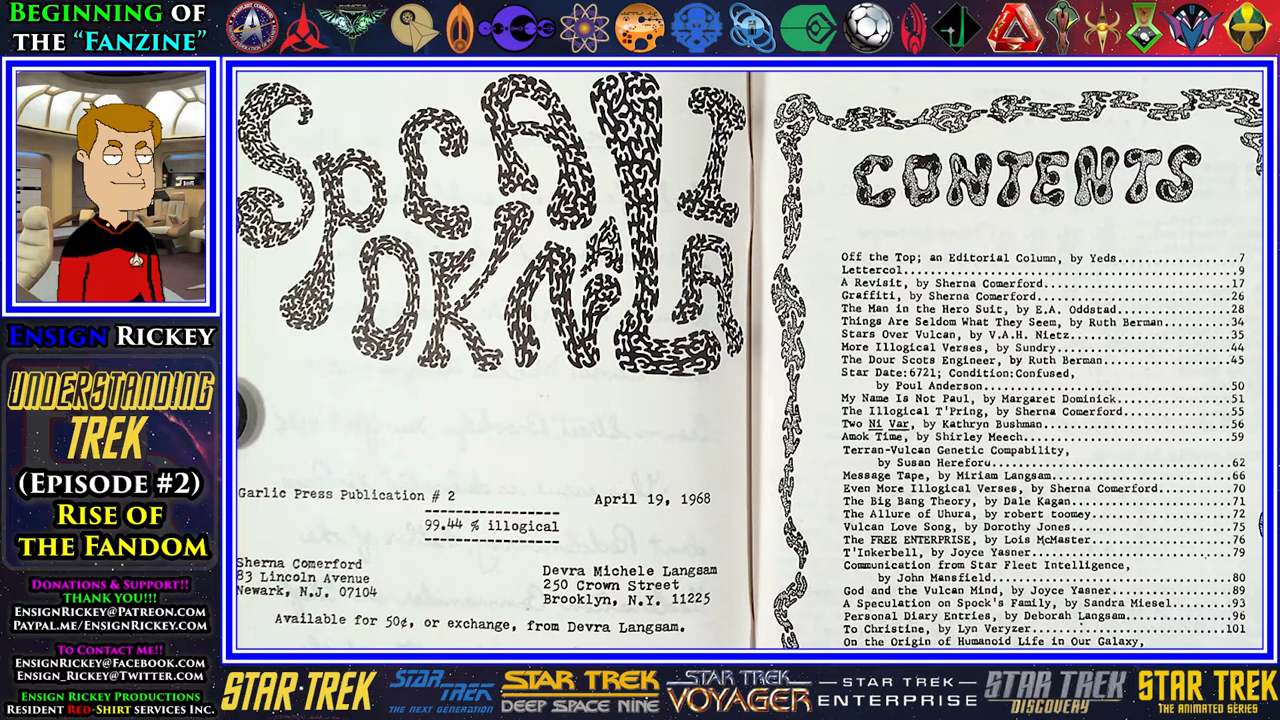 BEGINNING OF
THE “FANZINE”
ENSIGN RICKEY
UNDERSTANDING
TREK
(EPISODE #2)
RISE OF
THE FANDOM
DONATIONS & SUPPORT!!
THANK YOU!!!
ENSIGNRICKEY@PATREON.COM
PAYPAL.ME/ENSIGNRICKEY.COM
TO CONTACT ME!!
ENSIGNRICKEY@FACEBOOK.COM
ENSIGN_RICKEY@TWITTER.COM
ENSIGN RICKEY PRODUCTIONS
RESIDENT RED-SHIRT SERVICES INC.
SPOCKANALIA
Garlic Press Publication # 2
April 19, 1968
99.44 % illogical
Sherna Comerford
83 Lincoln Avenue
Newark, N.J. 07104
Devra Michele Langsam
250 Crown Street
Brooklyn, N.Y. 11225
Available for 50¢, or exchange, from Devra Langsam.
CONTENTS
Off the Top; an Editorial Column, by Yeds...............7
Lettercol...............9
A Revisit, by Sherna Comerford...............17
Graffiti, by Sherna Comerford...............26
The Man in the Hero Suit, by E.A. Oddstad...............28
Things Are Seldom What They Seem, by Ruth Berman...............34
Stars Over Vulcan, by V.A.H. Nietz...............35
More Illogical Verses, by Sundry...............44
The Dour Scots Engineer, by Ruth Berman...............45
Star Date:6721; Condition:Confused,
by Poul Anderson...............50
My Name Is Not Paul, by Margaret Dominick...............51
The Illogical T'Pring, by Sherna Comerford...............55
Two Ni Var, by Kathryn Bushman...............56
Amok Time, by Shirley Meech...............59
Terran-Vulcan Genetic Compability,
by Susan Hereforu...............62
Message Tape, by Miriam Langsam...............66
Even More Illogical Verses, by Sherna Comerford...............70
The Big Bang Theory, by Dale Kagan...............71
The Allure of Uhura, by robert toomey...............72
Vulcan Love Song, by Dorothy Jones...............75
The FREE ENTERPRISE, by Lois McMaster...............76
T'Inkerbell, by Joyce Yasner...............79
Communication from Star Fleet Intelligence,
by John Mansfield...............80
God and the Vulcan Mind, by Joyce Yasner...............89
A Speculation on Spock's Family, by Sandra Miesel...............93
Personal Diary Entries, by Deborah Langsam...............96
To Christine, by Lyn Veryzer...............101
On the Origin of Humanoid Life in Our Galaxy,
STAR TREK
STAR TREK THE NEXT GENERATION
STAR TREK DEEP SPACE NINE
STAR TREK VOYAGER
STAR TREK ENTERPRISE
STAR TREK DISCOVERY
STAR TREK THE ANIMATED SERIES